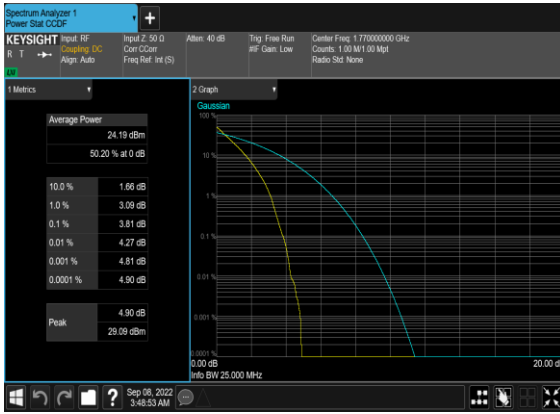 Spectrum Analyzer 1
Power Stat CCDF
KEYSIGHT
R T
LV
Input: RF
Coupling: DC
Align: Auto
Input Z: 50 Ω
Corr CCorr
Freq Ref: Int (S)
Atten: 40 dB
Trig: Free Run
#IF Gain: Low
Center Freq: 1.770000000 GHz
Counts: 1.00 M/1.00 Mpt
Radio Std: None
1 Metrics
Average Power
24.19 dBm
50.20 % at 0 dB
10.0 % 1.66 dB
1.0 % 3.09 dB
0.1 % 3.81 dB
0.01 % 4.27 dB
0.001 % 4.81 dB
0.0001 % 4.90 dB
Peak
4.90 dB
29.09 dBm
2 Graph
Gaussian
100 %
10 %
1 %
0.1 %
0.01 %
0.001 %
0.0001 %
0.00 dB
20.00 d
Info BW 25.000 MHz
?
Sep 08, 2022
3:48:53 AM